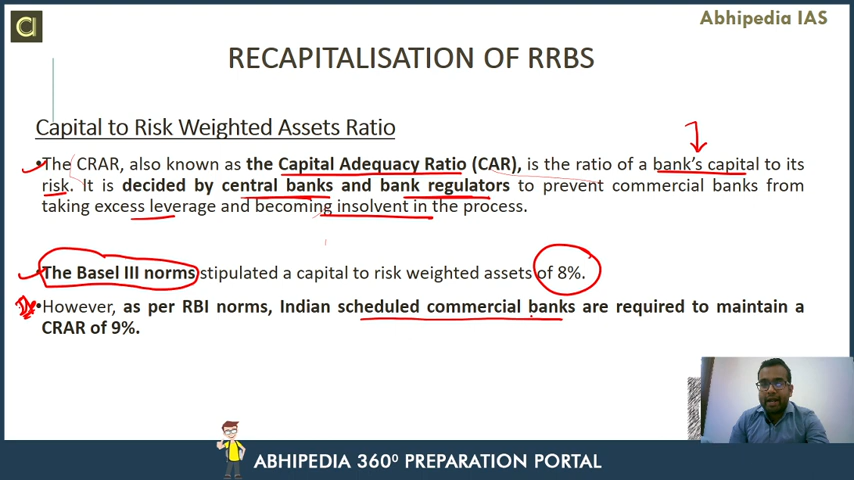 Abhipedia IAS
RECAPITALISATION OF RRBS
Capital to Risk Weighted Assets Ratio
•The CRAR, also known as the Capital Adequacy Ratio (CAR), is the ratio of a bank's capital to its
risk. It is decided by central banks and bank regulators to prevent commercial banks from
taking excess leverage and becoming insolvent in the process.
•The Basel III norms stipulated a capital to risk weighted assets of 8%.
•However, as per RBI norms, Indian scheduled commercial banks are required to maintain a
CRAR of 9%.
ABHIPEDIA 360⁰ PREPARATION PORTAL